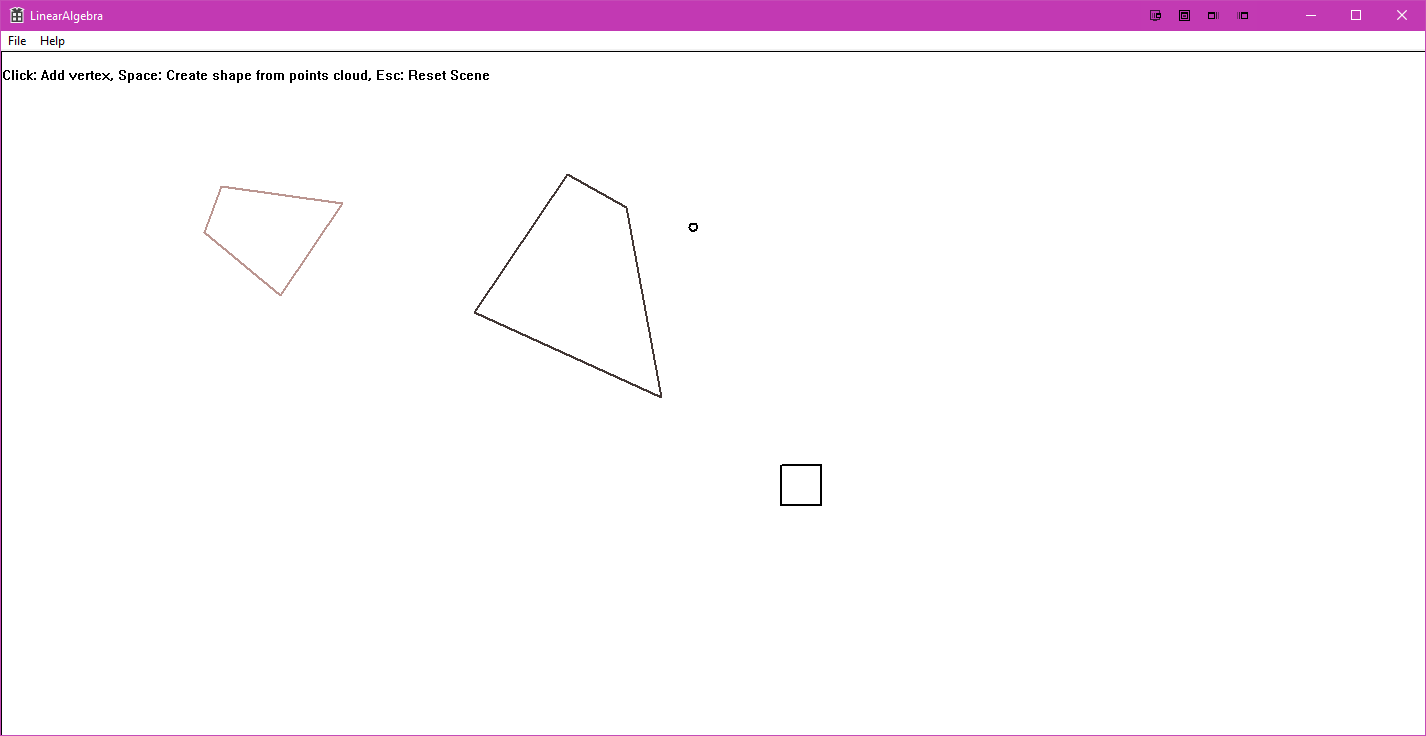 LinearAlgebra
File Help
Click: Add vertex, Space: Create shape from points cloud, Esc: Reset Scene